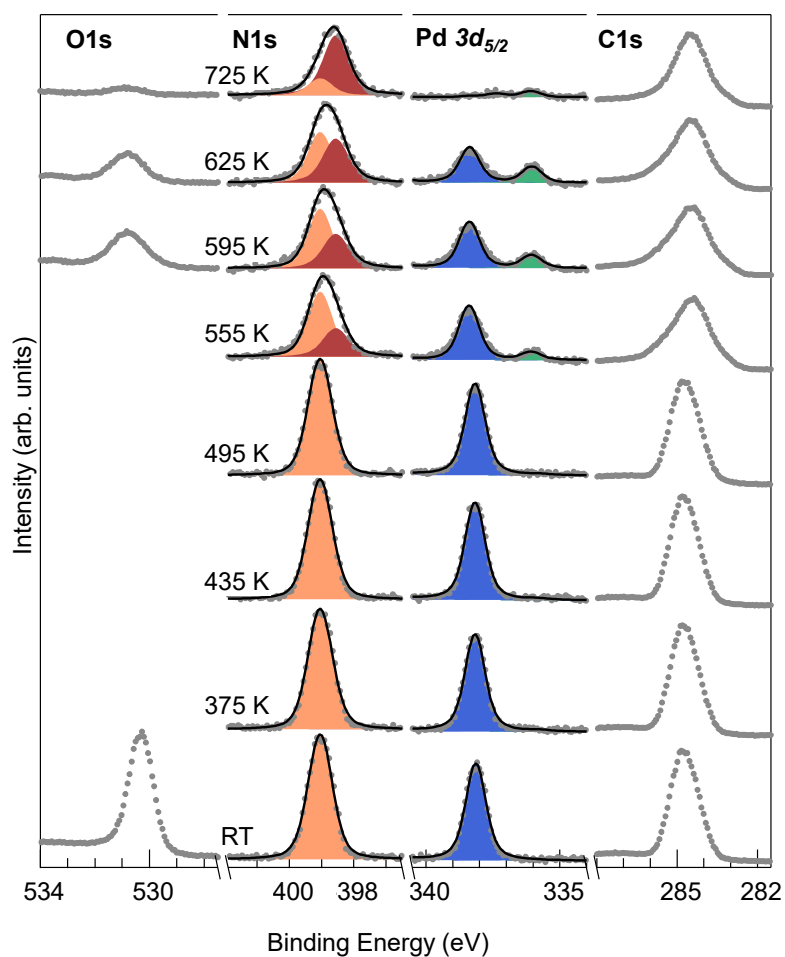 O1s N1s Pd 3d5/2 C1s
725 K
625 K
595 K
555 K
495 K
435 K
375 K
RT
Intensity (arb. units)
534 530 400 398 340 335 285 282
Binding Energy (eV)